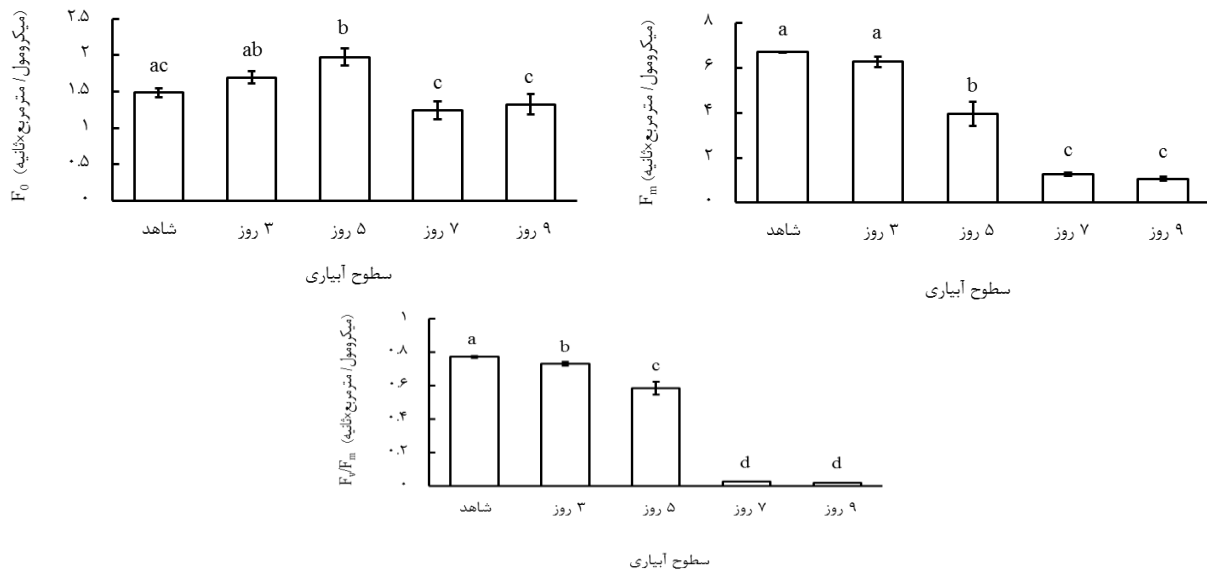 F₀ (میکرومول/ مترمربع×ثانیه)
۲.۵
۲
۱.۵
۱
۰.۵
۰
ac
ab
b
c
c
شاهد
۳ روز
۵ روز
۷ روز
۹ روز
سطوح آبیاری
Fₘ (میکرومول/ مترمربع×ثانیه)
۸
۶
۴
۲
۰
a
a
b
c
c
شاهد
۳ روز
۵ روز
۷ روز
۹ روز
سطوح آبیاری
Fᵥ/Fₘ (میکرومول/ مترمربع×ثانیه)
۱
۰.۸
۰.۶
۰.۴
۰.۲
۰
a
b
c
d
d
شاهد
۳ روز
۵ روز
۷ روز
۹ روز
سطوح آبیاری